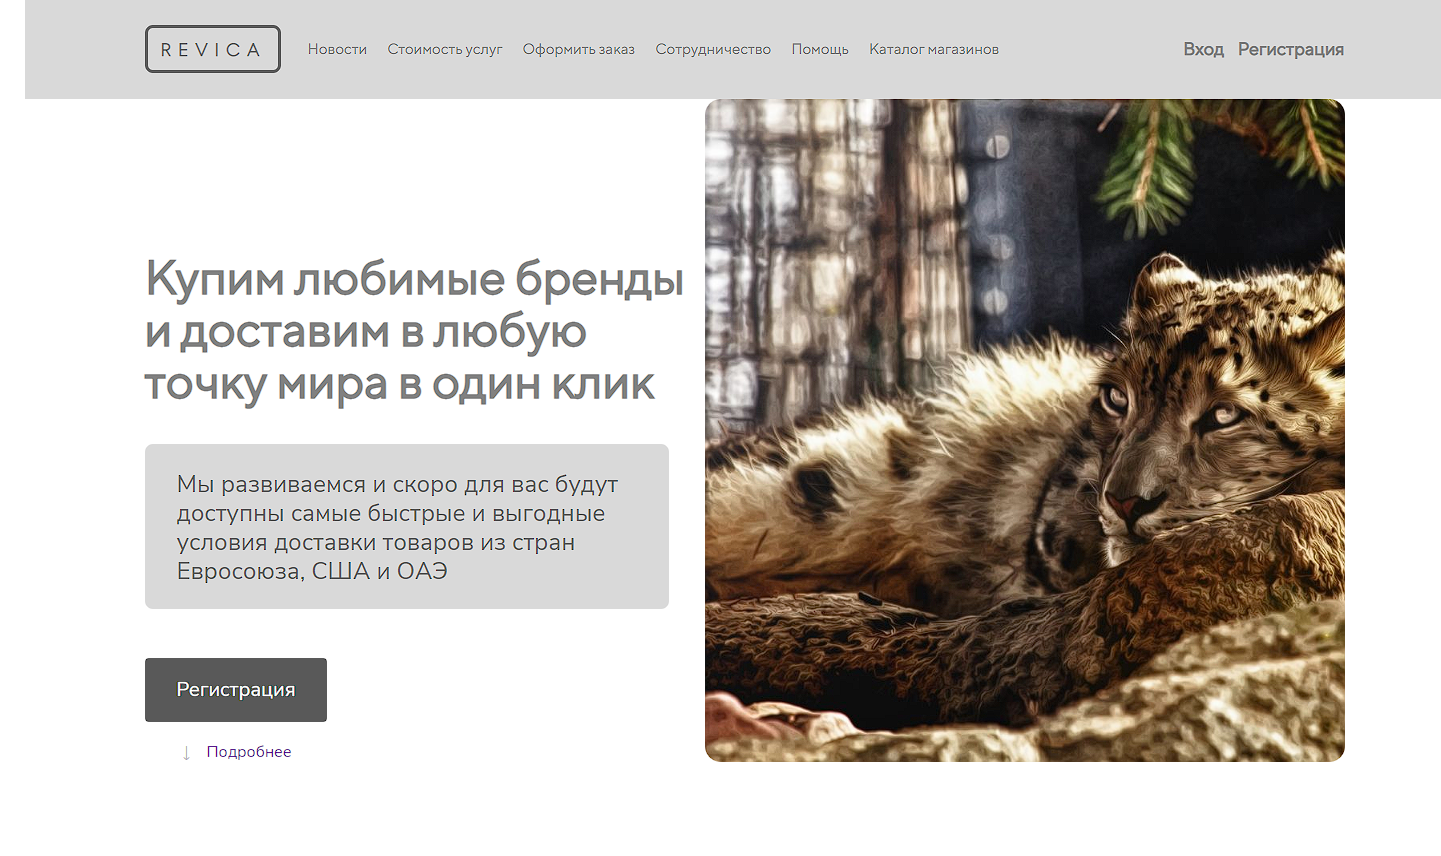 REVICA
Новости Стоимость услуг Оформить заказ Сотрудничество Помощь Каталог магазинов
Вход Регистрация
Купим любимые бренды
и доставим в любую
точку мира в один клик
Мы развиваемся и скоро для вас будут
доступны самые быстрые и выгодные
условия доставки товаров из стран
Евросоюза, США и ОАЭ
Регистрация
↓ Подробнее